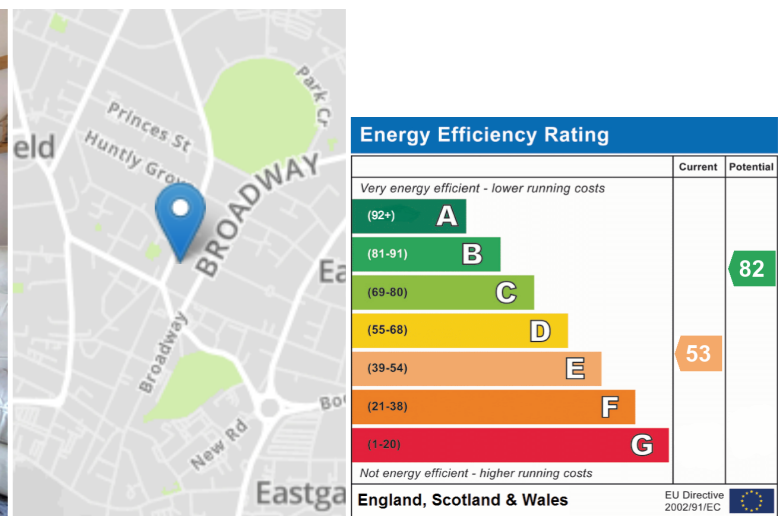 Park Cr
Princes St
eld
Huntly Gro
BROADWAY
Ea
Broadway
Boo
New Rd
Eastga
Energy Efficiency Rating
Current Potential
Very energy efficient - lower running costs
(92+) A
(81-91) B
82
(69-80) C
(55-68) D
53
(39-54) E
(21-38) F
(1-20) G
Not energy efficient - higher running costs
England, Scotland & Wales
EU Directive
2002/91/EC